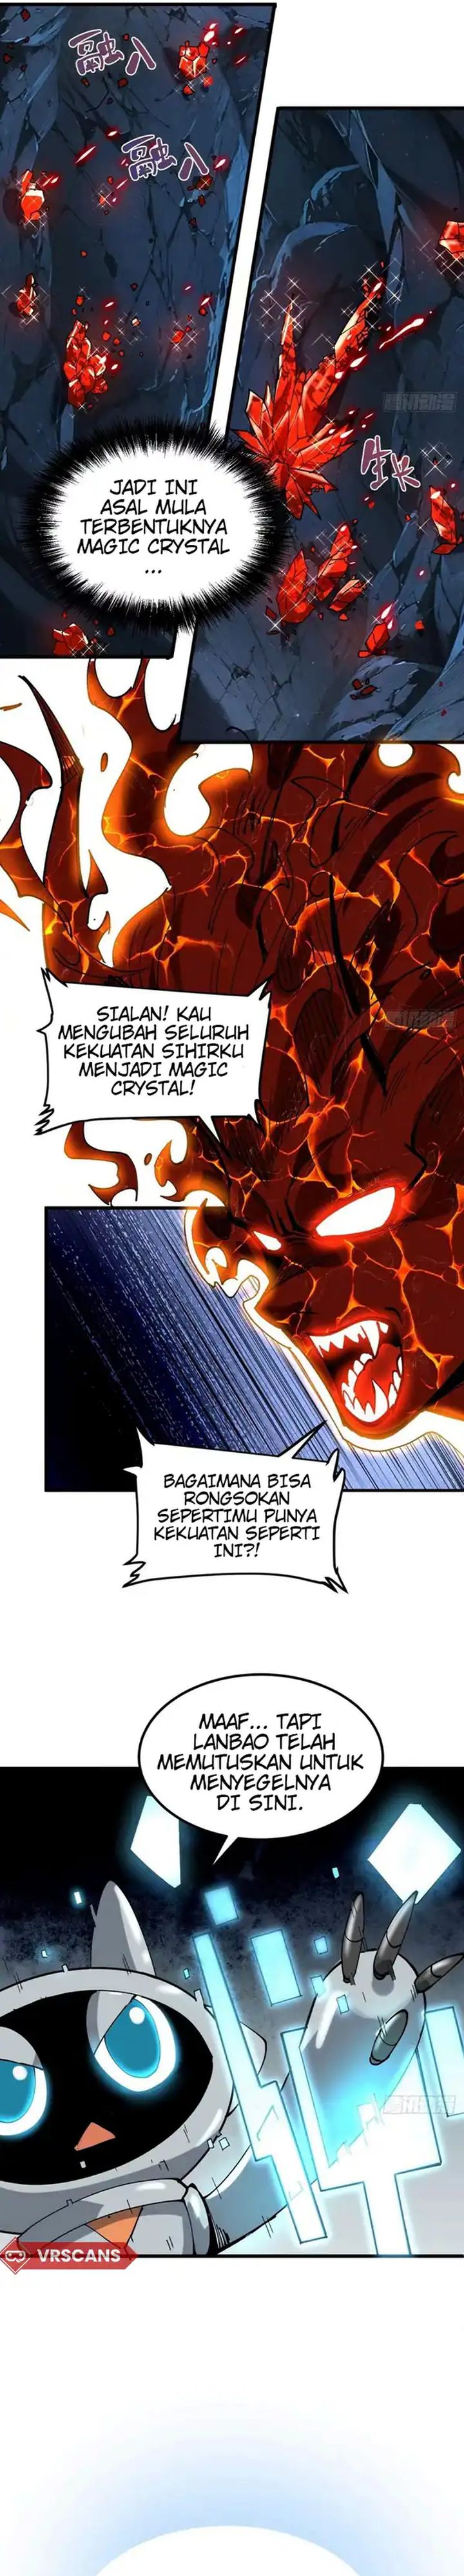 融入
融入
生长
JADI INI
ASAL MULA
TERBENTUKNYA
MAGIC CRYSTAL
...
SIALAN! KAU
MENGUBAH SELURUH
KEKUATAN SIHIRKU
MENJADI MAGIC
CRYSTAL!
BAGAIMANA BISA
RONGSOKAN
SEPERTIMU PUNYA
KEKUATAN SEPERTI
INI?!
MAAF... TAPI
LANBAO TELAH
MEMUTUSKAN UNTUK
MENYEGELNYA
DI SINI.
VRSCANS